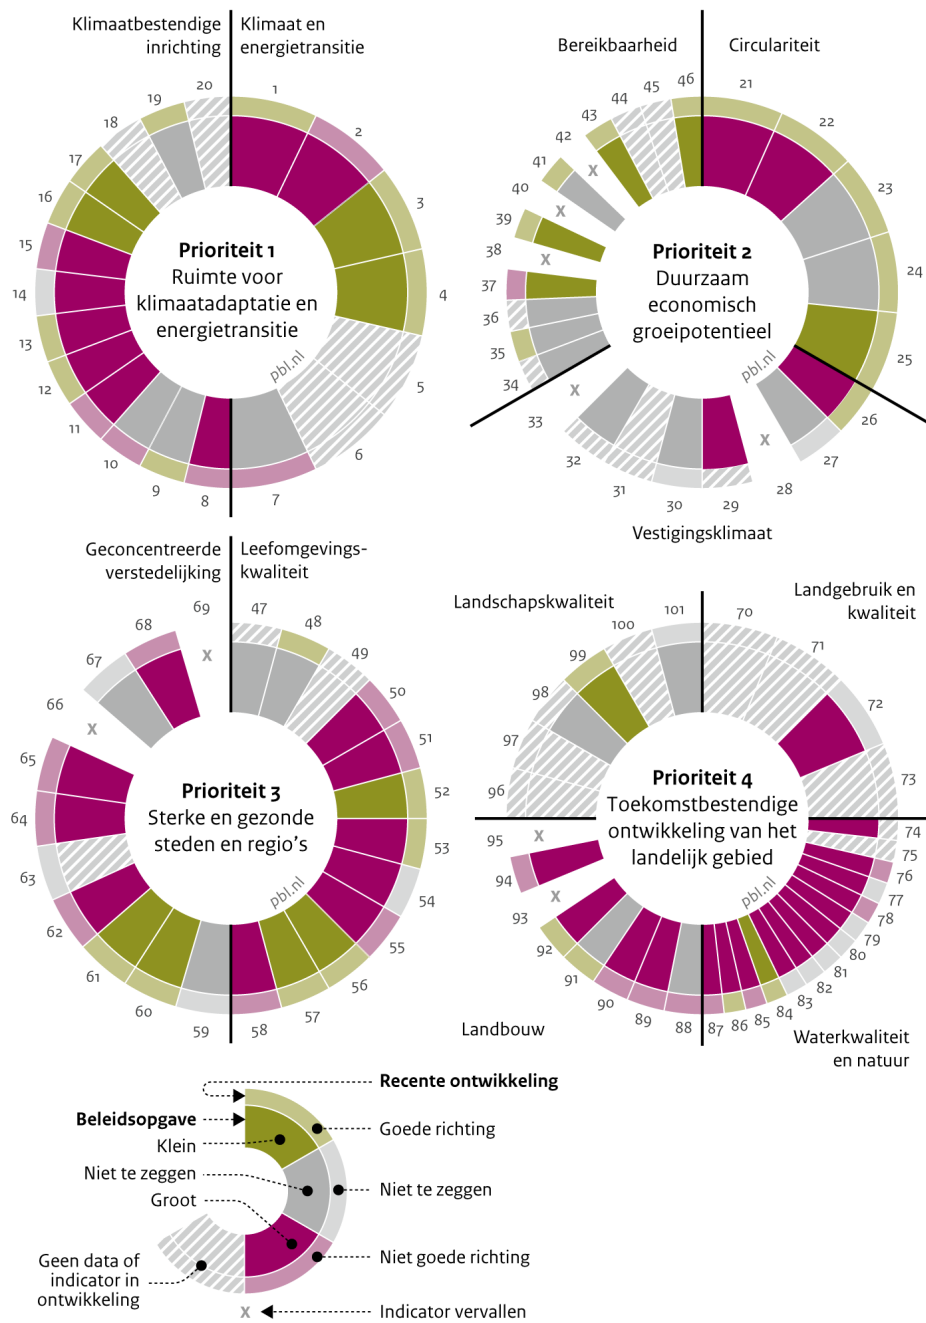 Klimaatbestendige
inrichting
Klimaat en
energietransitie
1
2
3
4
5
6
7
8
9
10
11
12
13
14
15
16
17
18
19
20
Prioriteit 1
Ruimte voor
klimaatadaptatie en
energietransitie
pbl.nl
Bereikbaarheid
Circulariteit
21
22
23
24
25
26
27
28
29
30
31
32
33
34
35
36
37
38
39
40
41
42
43
44
45
46
x
x
x
x
x
Prioriteit 2
Duurzaam
economisch
groeipotentieel
pbl.nl
Vestigingsklimaat
Geconcentreerde
verstedelijking
Leefomgevings-
kwaliteit
47
48
49
50
51
52
53
54
55
56
57
58
59
60
61
62
63
64
65
66
67
68
69
x
x
Prioriteit 3
Sterke en gezonde
steden en regio's
pbl.nl
Landschapskwaliteit
Landgebruik en
kwaliteit
70
71
72
73
74
75
76
77
78
79
80
81
82
83
84
85
86
87
88
89
90
91
92
93
94
95
96
97
98
99
100
101
x
x
Prioriteit 4
Toekomstbestendige
ontwikkeling van het
landelijk gebied
pbl.nl
Landbouw
Waterkwaliteit
en natuur
Recente ontwikkeling
Beleidsopgave
Klein
Niet te zeggen
Groot
Geen data of
indicator in
ontwikkeling
Goede richting
Niet te zeggen
Niet goede richting
x
Indicator vervallen